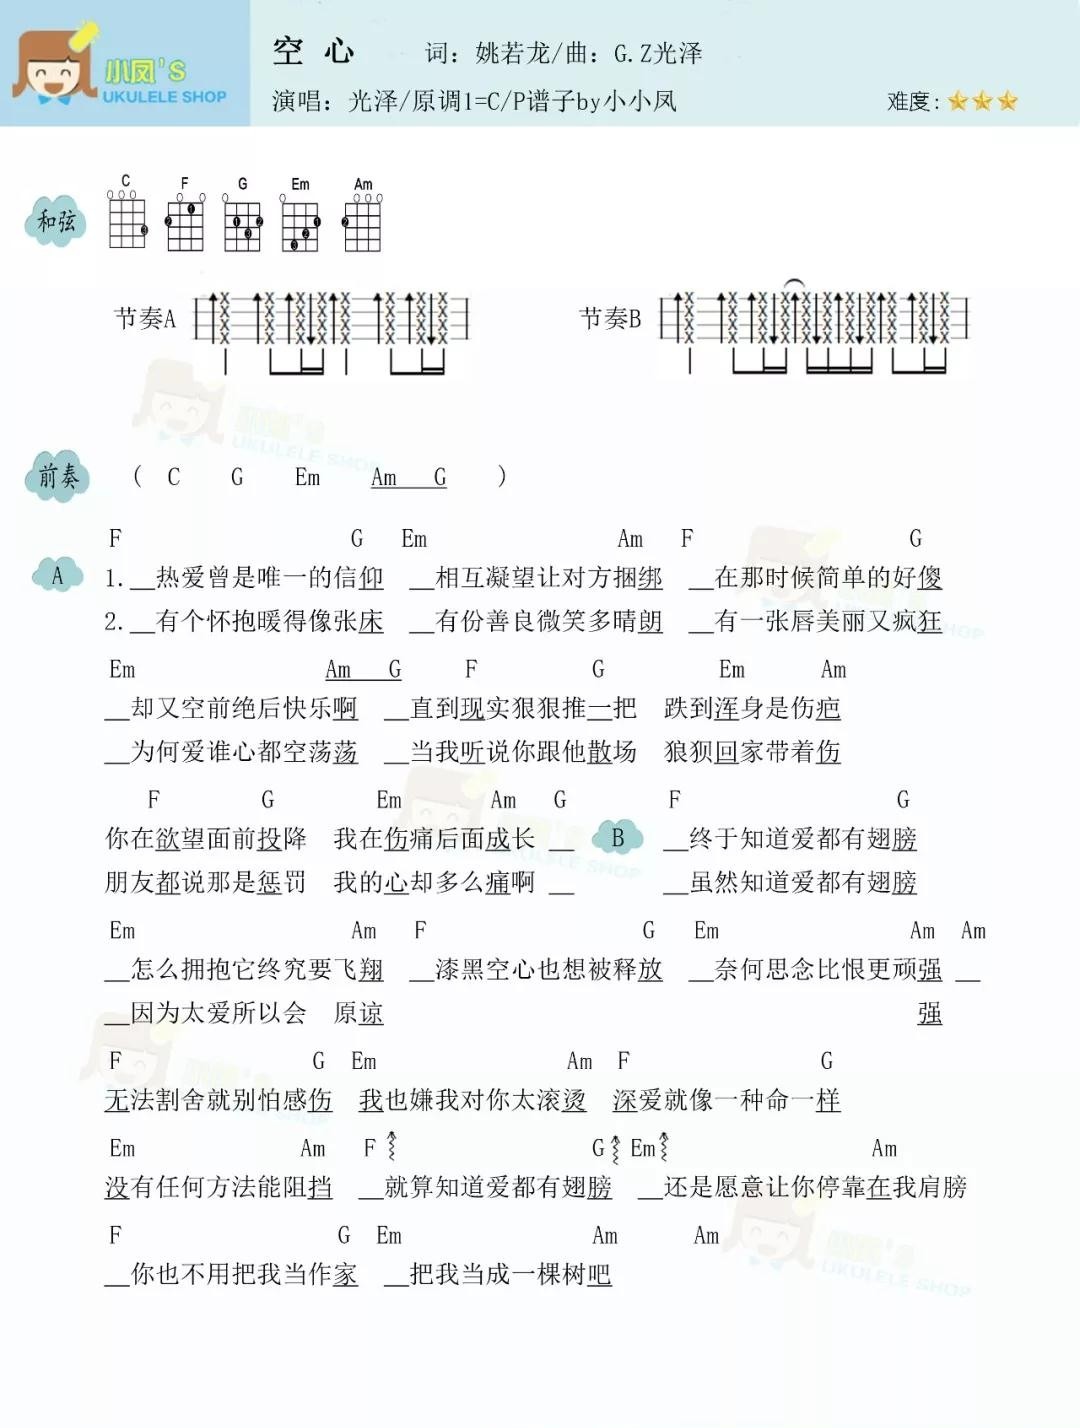 空 心 词：姚若龙/曲：G.Z光泽
小凤's
UKULELE SHOP
演唱：光泽/原调1=C/P谱子by小小凤 难度:
和弦 C F G Em Am
节奏A 节奏B
前奏 ( C G Em Am G )
F G Em Am F G
A 1.__热爱曾是唯一的信仰 __相互凝望让对方捆绑 __在那时候简单的好傻
2.__有个怀抱暖得像张床 __有份善良微笑多晴朗 __有一张唇美丽又疯狂
Em Am G F G Em Am
__却又空前绝后快乐啊 __直到现实狠狠推一把 跌到浑身是伤疤
__为何爱谁心都空荡荡 __当我听说你跟他散场 狼狈回家带着伤
F G Em Am G F G
你在欲望面前投降 我在伤痛后面成长 __ B __终于知道爱都有翅膀
朋友都说那是惩罚 我的心却多么痛啊 __ __虽然知道爱都有翅膀
Em Am F G Em Am Am
__怎么拥抱它终究要飞翔 __漆黑空心也想被释放 __奈何思念比恨更顽强 __
__因为太爱所以会 原谅 强
F G Em Am F G
无法割舍就别怕感伤 我也嫌我对你太滚烫 深爱就像一种命一样
Em Am F G Em Am
没有任何方法能阻挡 __就算知道爱都有翅膀 __还是愿意让你停靠在我肩膀
F G Em Am Am
__你也不用把我当作家 __把我当成一棵树吧